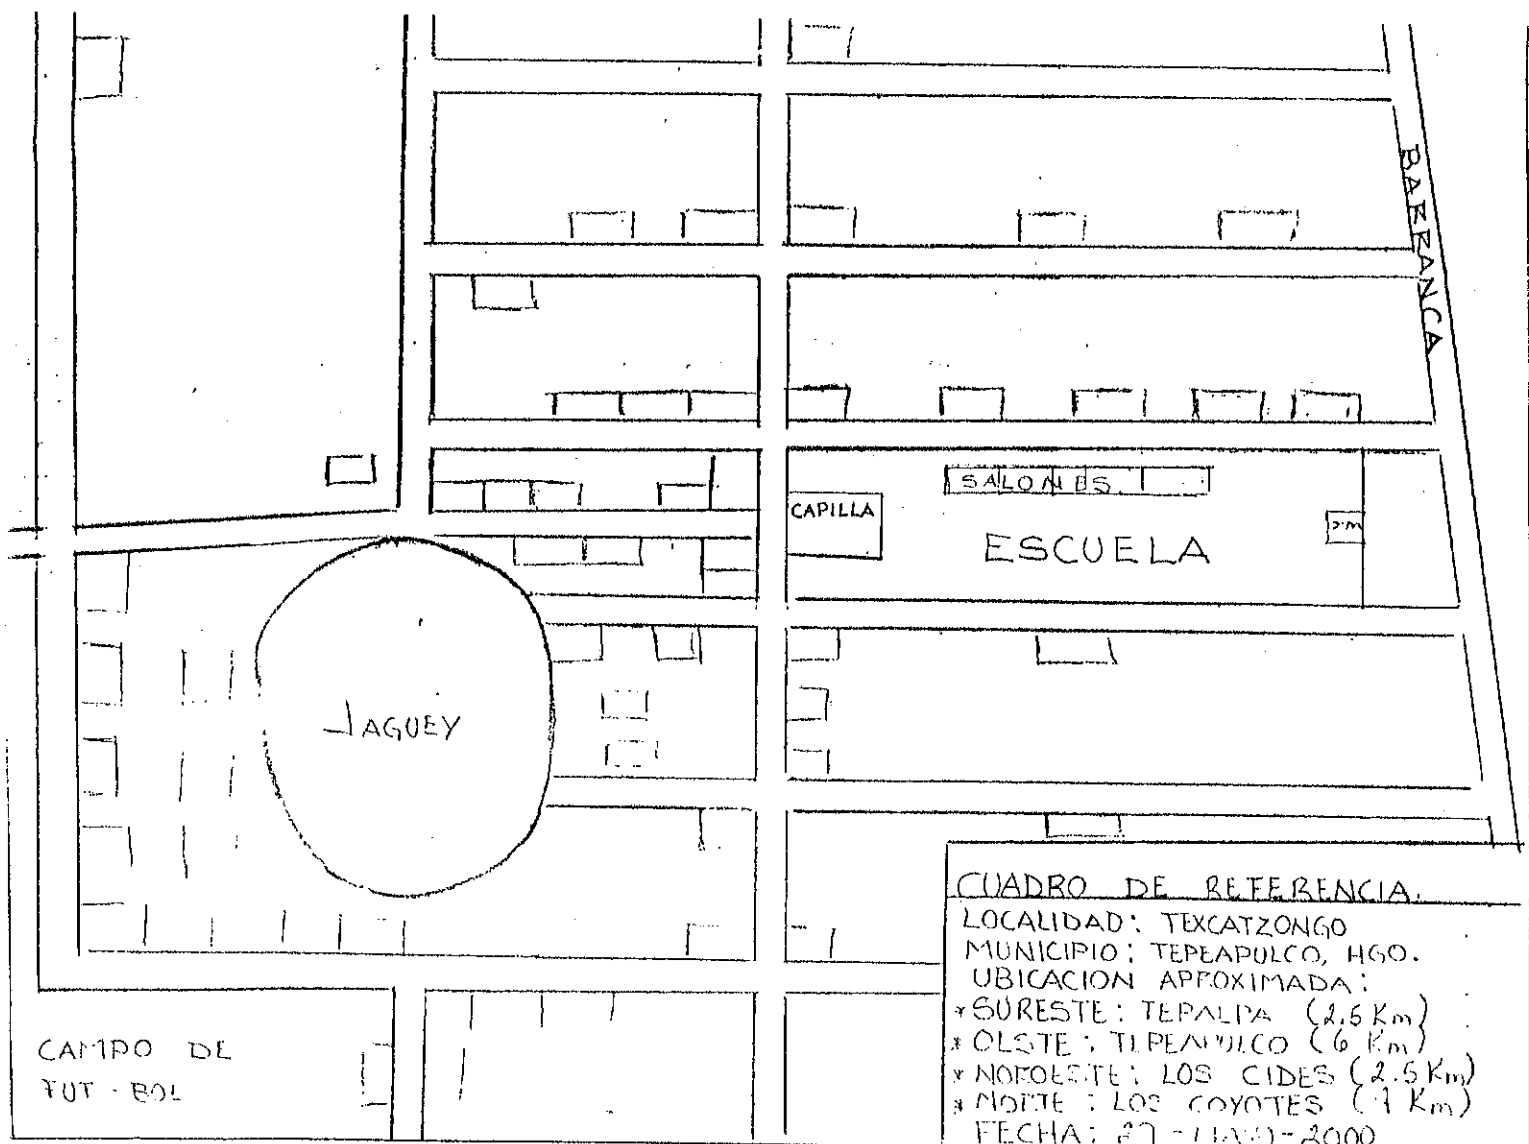 BARRANCA
SALONES
CAPILLA
ESCUELA
JAGUEY
CAMPO DE
FUT-BOL
CUADRO DE REFERENCIA.
LOCALIDAD: TEXCATZONGO
MUNICIPIO: TEPEAPULCO, HGO.
UBICACION APROXIMADA:
* SURESTE: TEPALPA (2.5 Km)
* OESTE: TEPEAPULCO (6 Km)
* NOROESTE: LOS CIDES (2.5 Km)
* NORTE: LOS COYOTES ( Km)
FECHA: 2000